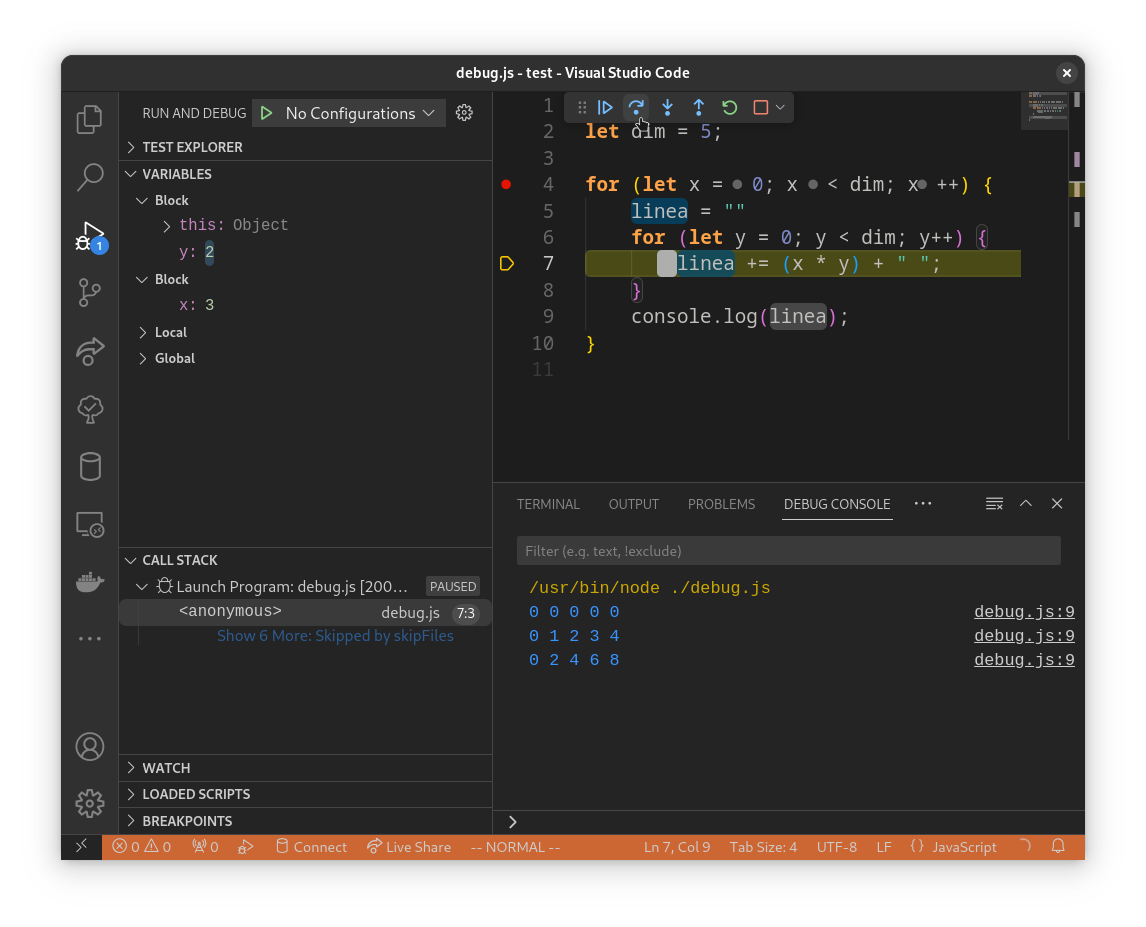 debug.js - test - Visual Studio Code
RUN AND DEBUG No Configurations
TEST EXPLORER
VARIABLES
Block
this: Object
y: 2
Block
x: 3
Local
Global
CALL STACK
Launch Program: debug.js [200... PAUSED
<anonymous> debug.js 7:3
Show 6 More: Skipped by skipFiles
WATCH
LOADED SCRIPTS
BREAKPOINTS
1
2 let dim = 5;
3
4 for (let x = 0; x < dim; x ++) {
5 linea = ""
6 for (let y = 0; y < dim; y++) {
7 linea += (x * y) + " ";
8 }
9 console.log(linea);
10 }
11
TERMINAL OUTPUT PROBLEMS DEBUG CONSOLE ···
Filter (e.g. text, !exclude)
/usr/bin/node ./debug.js
0 0 0 0 0 debug.js:9
0 1 2 3 4 debug.js:9
0 2 4 6 8 debug.js:9
1
0 0 0 Connect Live Share -- NORMAL -- Ln 7, Col 9 Tab Size: 4 UTF-8 LF {} JavaScript